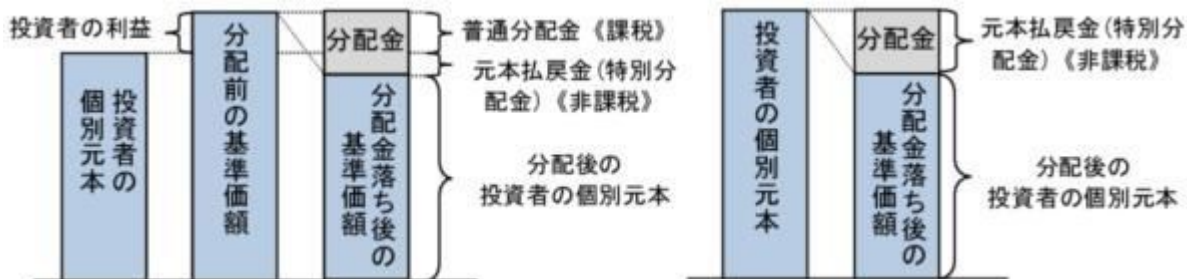 投資者の利益
投資者の
個別元本
分配前の基準価額
分配金
分配金落ち後の
基準価額
普通分配金《課税》
元本払戻金(特別分
配金)《非課税》
分配後の
投資者の個別元本
投資者の個別元本
分配金
分配金落ち後の
基準価額
元本払戻金(特別分
配金)《非課税》
分配後の
投資者の個別元本